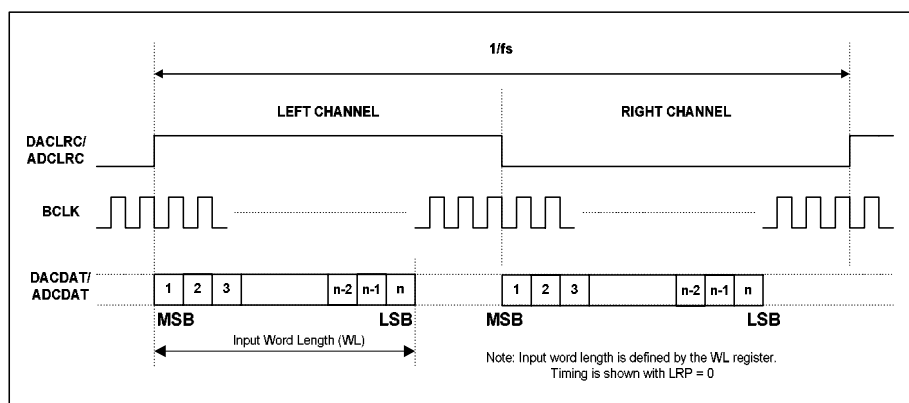 1/fs
LEFT CHANNEL
RIGHT CHANNEL
DACLRC/
ADCLRC
BCLK
DACDAT/
ADCDAT
1 2 3 n-2 n-1 n
1 2 3 n-2 n-1 n
MSB LSB MSB LSB
Input Word Length (WL)
Note: Input word length is defined by the WL register.
Timing is shown with LRP = 0